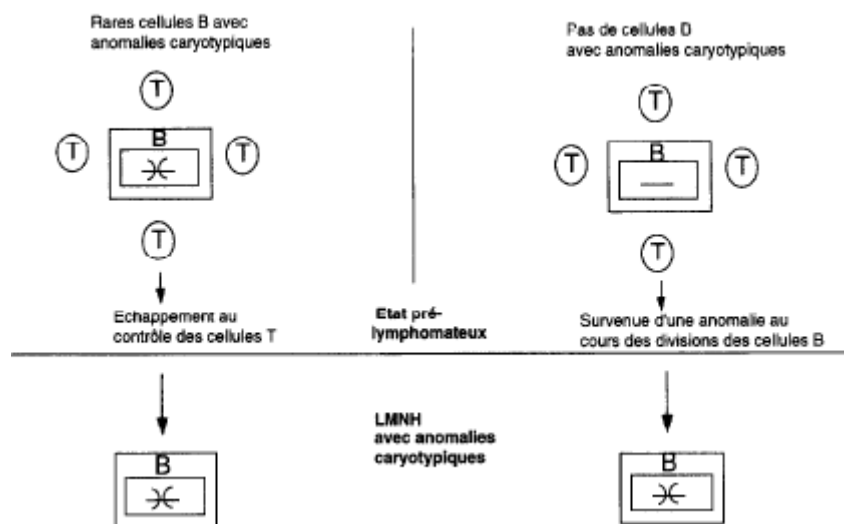 Rares cellules B avec
anomalies caryotypiques
T
T
B
T
T
Echappement au
contrôle des cellules T
Pas de cellules D
avec anomalies caryotypiques
T
T
B
T
T
Survenue d'une anomalie au
cours des divisions des cellules B
Etat pré-
lymphomateux
LMNH
avec anomalies
caryotypiques
B
B